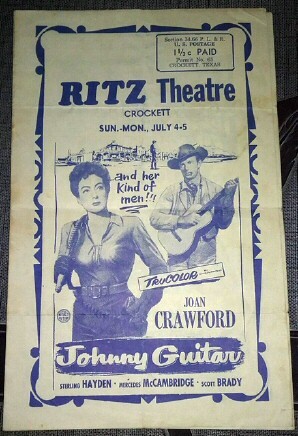 Section 34.66 P. L. & R.
U. S. POSTAGE
1½ c PAID
Permit No. 61
CROCKETT, TEXAS
RITZ Theatre
CROCKETT
SUN.-MON., JULY 4-5
and her
kind of
men!!!
TRUCOLOR
JOAN
CRAWFORD
Johnny Guitar
STERLING HAYDEN · MERCEDES McCAMBRIDGE · SCOTT BRADY